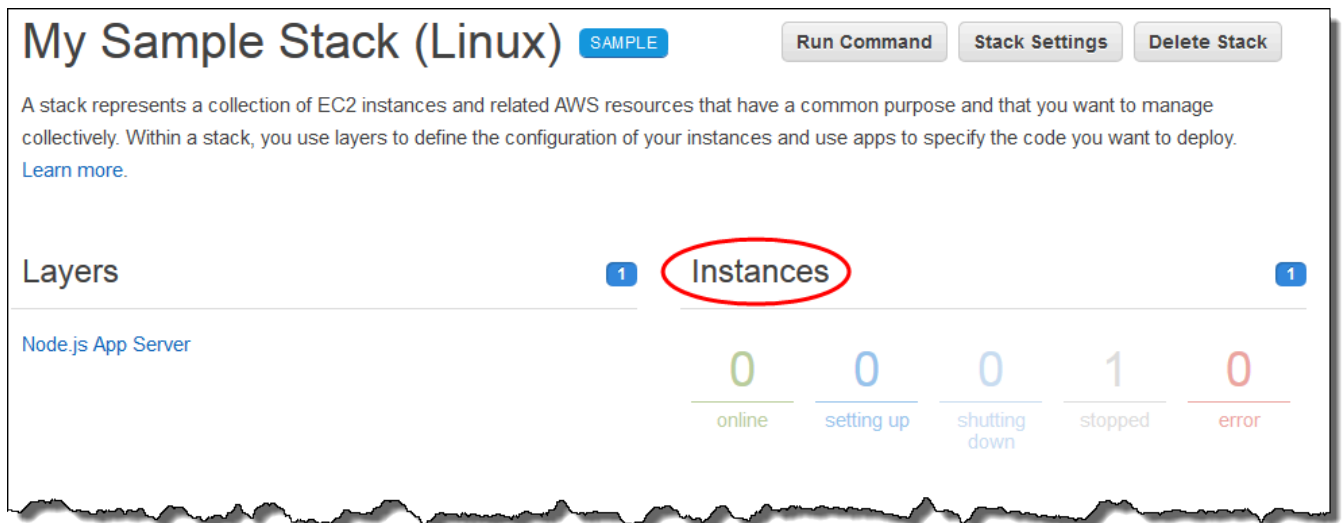 My Sample Stack (Linux) SAMPLE Run Command Stack Settings Delete Stack
A stack represents a collection of EC2 instances and related AWS resources that have a common purpose and that you want to manage
collectively. Within a stack, you use layers to define the configuration of your instances and use apps to specify the code you want to deploy.
Learn more.
Layers 1 Instances 1
Node.js App Server
0 0 0 1 0
online setting up shutting down stopped error